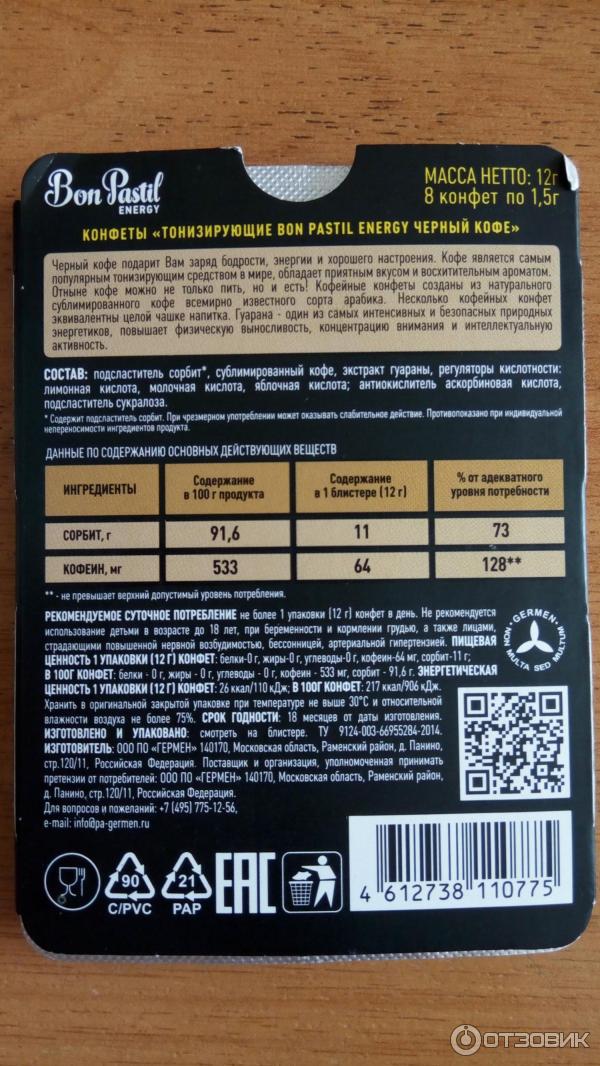 Bon Pastil
ENERGY
МАССА НЕТТО: 12г
8 конфет по 1,5г
КОНФЕТЫ «ТОНИЗИРУЮЩИЕ BON PASTIL ENERGY ЧЕРНЫЙ КОФЕ»
Черный кофе подарит Вам заряд бодрости, энергии и хорошего настроения. Кофе является самым
популярным тонизирующим средством в мире, обладает приятным вкусом и восхитительным ароматом.
Отныне кофе можно не только пить, но и есть! Кофейные конфеты созданы из натурального
сублимированного кофе всемирно известного сорта арабика. Несколько кофейных конфет
эквивалентны целой чашке напитка. Гуарана - один из самых интенсивных и безопасных природных
энергетиков, повышает физическую выносливость, концентрацию внимания и интеллектуальную
активность.
СОСТАВ: подсластитель сорбит*, сублимированный кофе, экстракт гуараны, регуляторы кислотности:
лимонная кислота, молочная кислота, яблочная кислота; антиокислитель аскорбиновая кислота,
подсластитель сукралоза.
* Содержит подсластитель сорбит. При чрезмерном употреблении может оказывать слабительное действие. Противопоказано при индивидуальной
непереносимости ингредиентов продукта.
ДАННЫЕ ПО СОДЕРЖАНИЮ ОСНОВНЫХ ДЕЙСТВУЮЩИХ ВЕЩЕСТВ
ИНГРЕДИЕНТЫ
Содержание
в 100 г продукта
Содержание
в 1 блистере (12 г)
% от адекватного
уровня потребности
СОРБИТ, г 91,6 11 73
КОФЕИН, мг 533 64 128**
** - не превышает верхний допустимый уровень потребления.
РЕКОМЕНДУЕМОЕ СУТОЧНОЕ ПОТРЕБЛЕНИЕ не более 1 упаковки (12 г) конфет в день. Не рекомендуется
использование детьми в возрасте до 18 лет, при беременности и кормлении грудью, а также лицами,
страдающими повышенной нервной возбудимостью, бессонницей, артериальной гипертензией. ПИЩЕВАЯ
ЦЕННОСТЬ 1 УПАКОВКИ (12 Г) КОНФЕТ: белки-0 г, жиры-0 г, углеводы-0 г, кофеин-64 мг, сорбит-11 г;
В 100Г КОНФЕТ: белки - 0 г, жиры - 0 г, углеводы - 0 г, кофеин - 533 мг, сорбит - 91,6 г. ЭНЕРГЕТИЧЕСКАЯ
ЦЕННОСТЬ 1 УПАКОВКИ (12 Г) КОНФЕТ: 26 ккал/110 кДж; В 100Г КОНФЕТ: 217 ккал/906 кДж.
Хранить в оригинальной закрытой упаковке при температуре не выше 30°С и относительной
влажности воздуха не более 75%. СРОК ГОДНОСТИ: 18 месяцев от даты изготовления.
ИЗГОТОВЛЕНО И УПАКОВАНО: смотреть на блистере. ТУ 9124-003-66955284-2014.
ИЗГОТОВИТЕЛЬ: ООО ПО «ГЕРМЕН» 140170, Московская область, Раменский район, д. Панино,
стр.120/11, Российская Федерация. Поставщик и организация, уполномоченная принимать
претензии от потребителей: ООО ПО «ГЕРМЕН» 140170, Московская область, Раменский район,
д. Панино, стр.120/11, Российская Федерация.
Для вопросов и пожеланий: +7 (495) 775-12-56,
e-mail: info@pa-germen.ru
· GERMEN · NON MULTA SED MULTUM
90
C/PVC
21
PAP
ЕАС
4 612738 110775
ОТЗОВИК